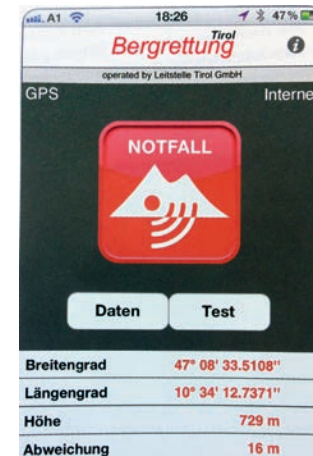 A1 18:26 47%
Tirol
Bergrettung
operated by Leitstelle Tirol GmbH
GPS Interne
NOTFALL
Daten Test
Breitengrad 47° 08' 33.5108"
Längengrad 10° 34' 12.7371"
Höhe 729 m
Abweichung 16 m